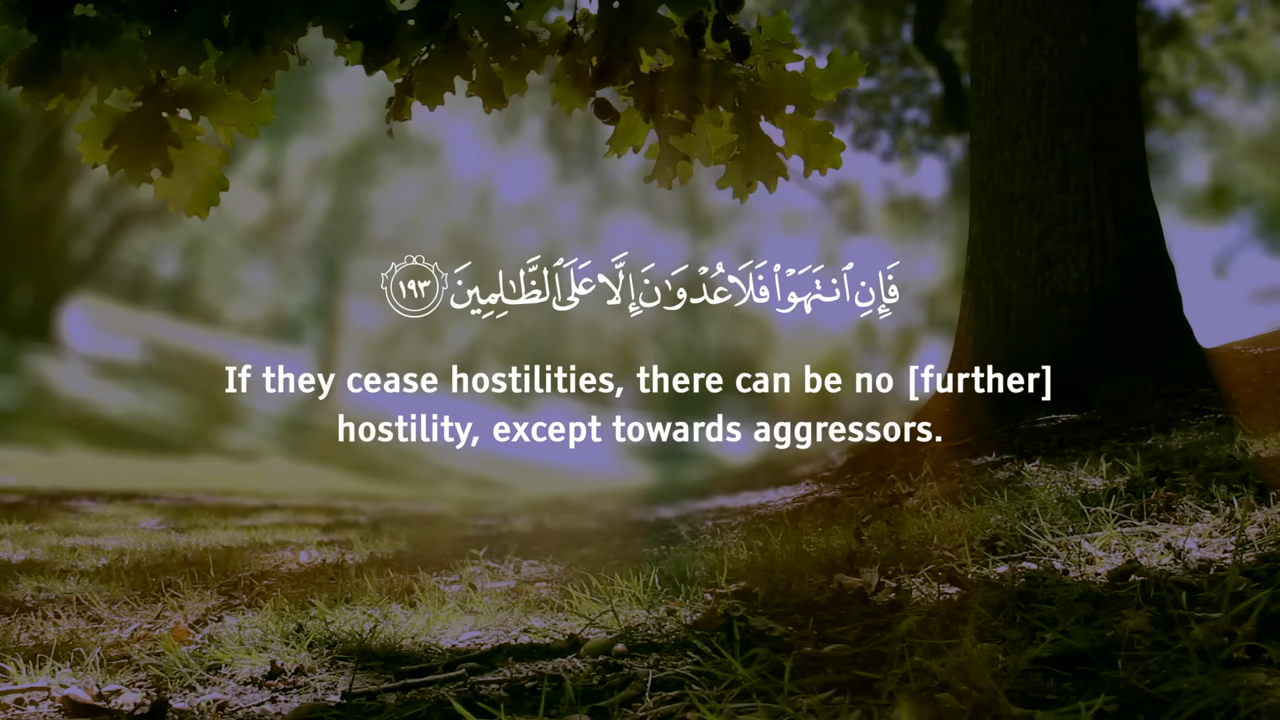 فَإِنِ ٱنتَهَوْا۟ فَلَا عُدْوَٰنَ إِلَّا عَلَى ٱلظَّـٰلِمِينَ ١٩٣
If they cease hostilities, there can be no [further]
hostility, except towards aggressors.